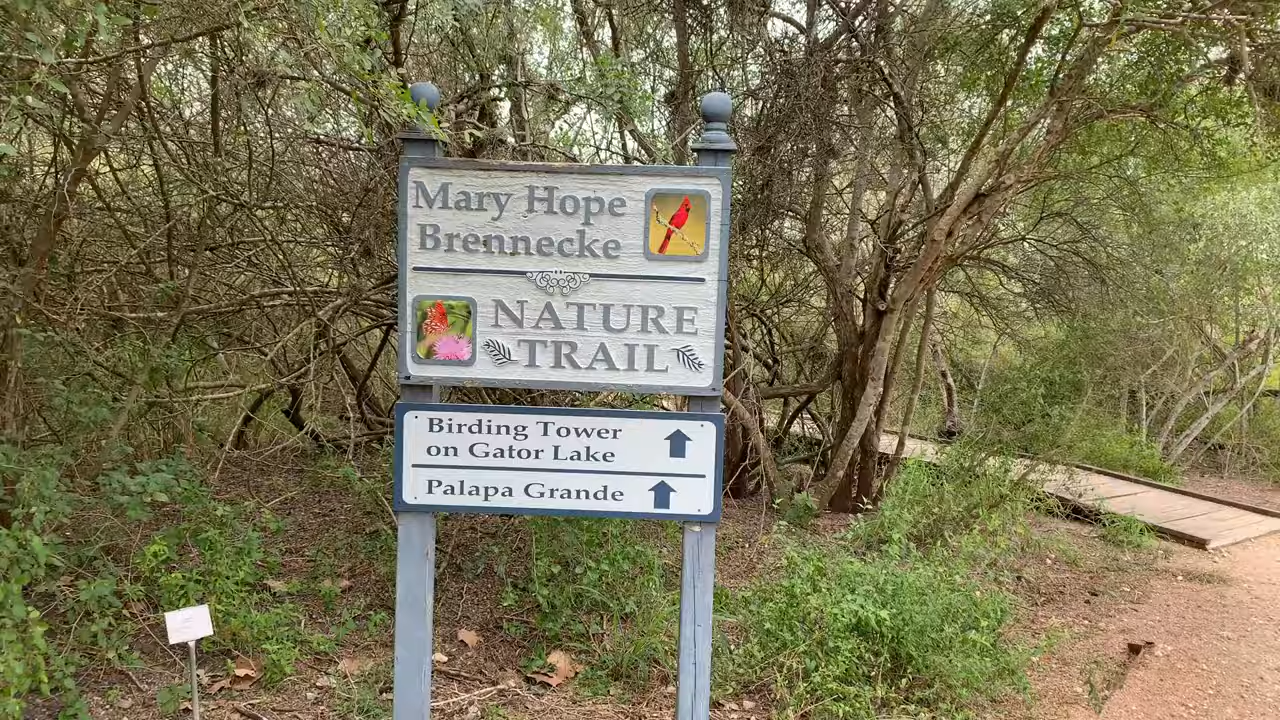 Mary Hope
Brennecke
NATURE
TRAIL
Birding Tower
on Gator Lake
Palapa Grande